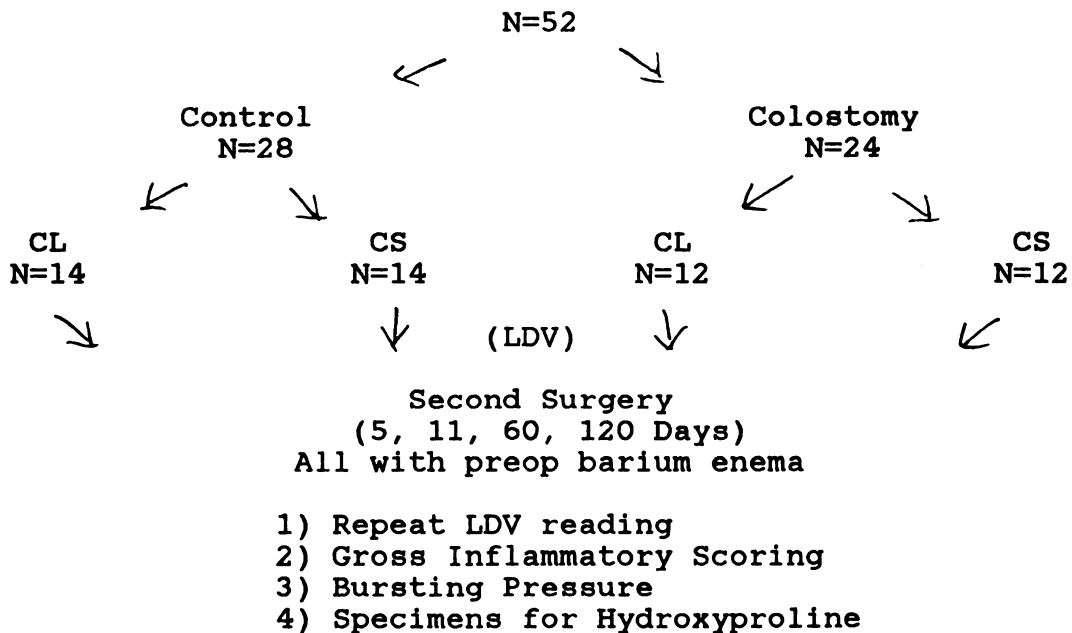 N=52
Control Colostomy
N=28 N=24
CL CS CL CS
N=14 N=14 N=12 N=12
(LDV)
Second Surgery
(5, 11, 60, 120 Days)
All with preop barium enema
1) Repeat LDV reading
2) Gross Inflammatory Scoring
3) Bursting Pressure
4) Specimens for Hydroxyproline